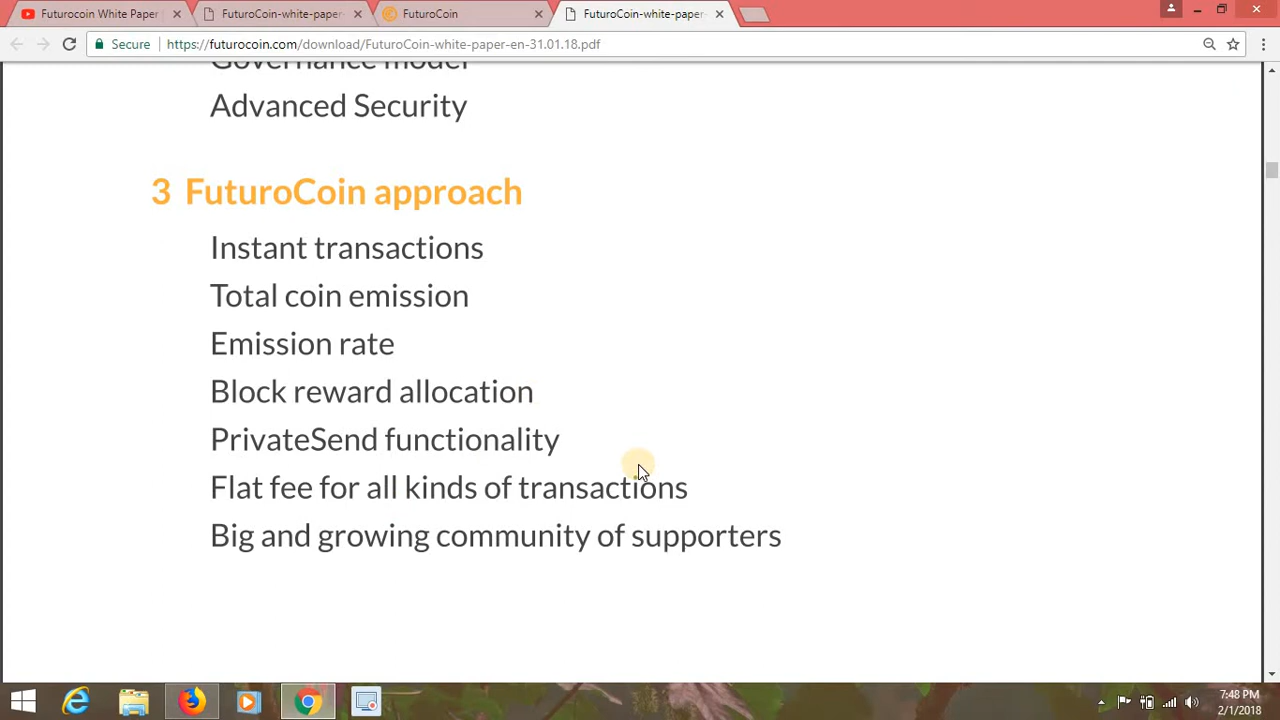 Futurocoin White Paper
FuturoCoin-white-paper-
FuturoCoin
FuturoCoin-white-paper-
Secure
https://futurocoin.com/download/FuturoCoin-white-paper-en-31.01.18.pdf
Governance model
Advanced Security
3 FuturoCoin approach
Instant transactions
Total coin emission
Emission rate
Block reward allocation
PrivateSend functionality
Flat fee for all kinds of transactions
Big and growing community of supporters
7:48 PM
2/1/2018